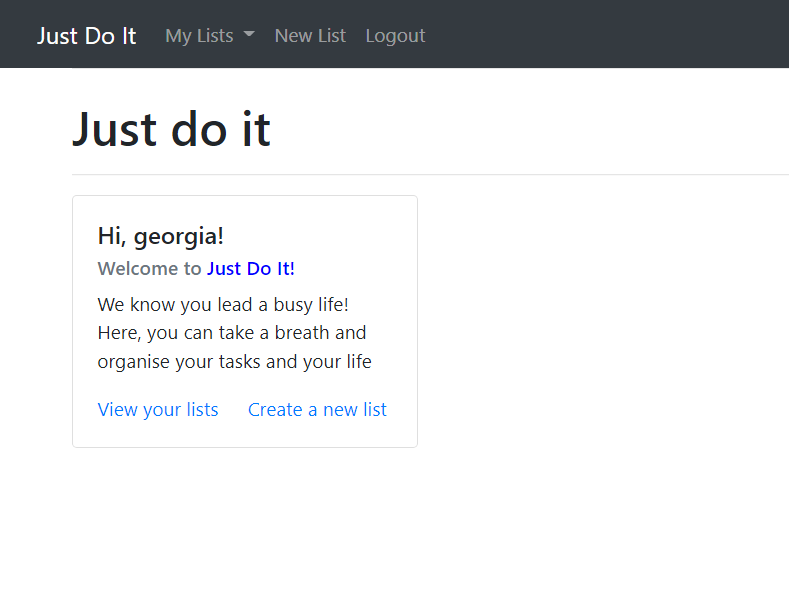 Just Do It My Lists New List Logout
Just do it
Hi, georgia!
Welcome to Just Do It!
We know you lead a busy life!
Here, you can take a breath and
organise your tasks and your life
View your lists Create a new list